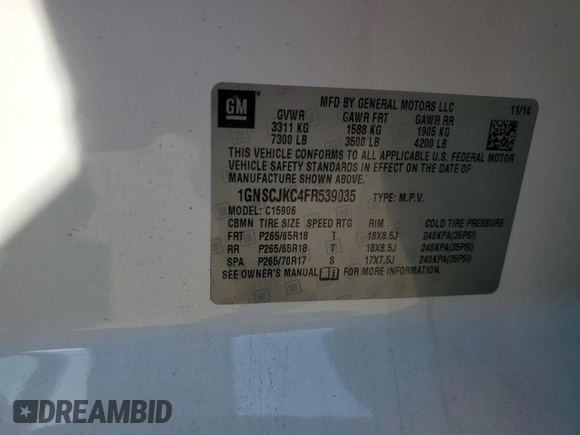 GM
MFD BY GENERAL MOTORS LLC 11/14
GVWR GAWR FRT GAWR RR
3311 KG 1588 KG 1905 KG
7300 LB 3500 LB 4200 LB
THIS VEHICLE CONFORMS TO ALL APPLICABLE U.S. FEDERAL MOTOR
VEHICLE SAFETY STANDARDS IN EFFECT ON THE DATE OF
MANUFACTURE SHOWN ABOVE.
1GNSCJKC4FR539035 TYPE: M.P.V.
MODEL: C15906
CBMN TIRE SIZE SPEED RTG RIM COLD TIRE PRESSURE
FRT P265/65R18 T 18X8.5J 240KPA(35PSI)
RR P265/65R18 T 18X8.5J 240KPA(35PSI)
SPA P265/70R17 S 17X7.5J 240KPA(35PSI)
SEE OWNER'S MANUAL FOR MORE INFORMATION.
DREAMBID